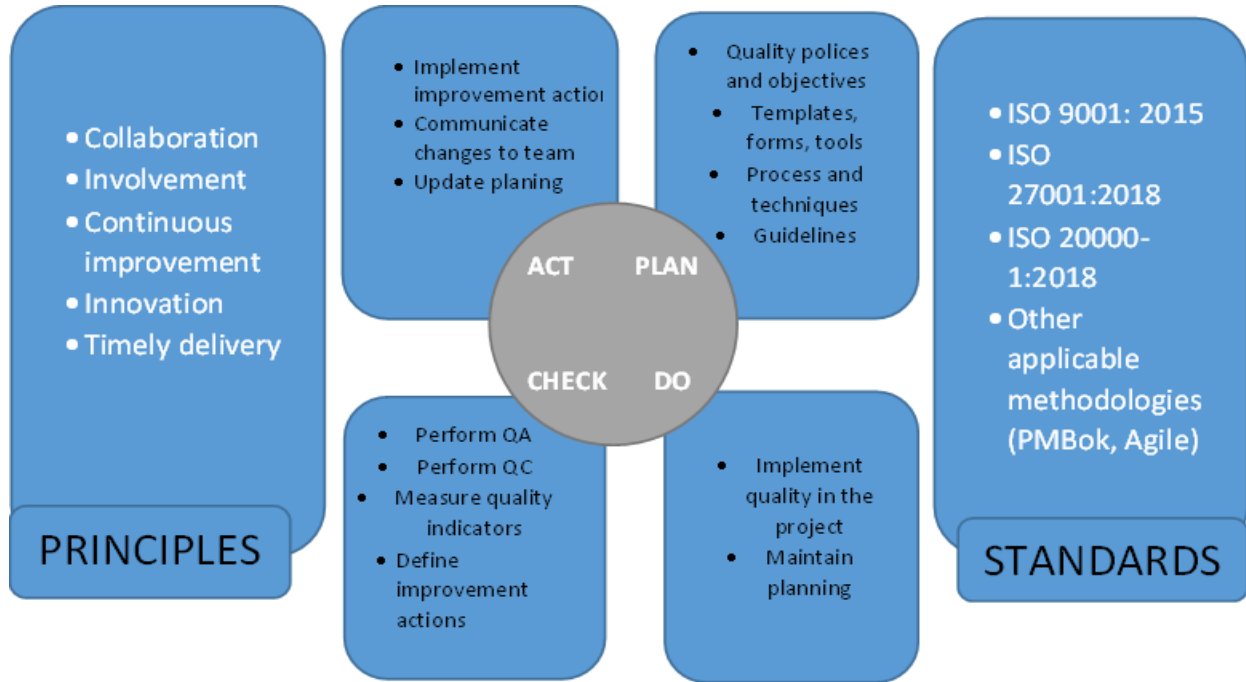 • Collaboration
• Involvement
• Continuous
improvement
• Innovation
• Timely delivery
PRINCIPLES
• Implement
improvement action
• Communicate
changes to team
• Update planing
• Quality polices
and objectives
• Templates,
forms, tools
• Process and
techniques
• Guidelines
ACT
PLAN
CHECK
DO
• Perform QA
• Perform QC
• Measure quality
indicators
• Define
improvement
actions
• Implement
quality in the
project
• Maintain
planning
• ISO 9001: 2015
• ISO
27001:2018
• ISO 20000-
1:2018
• Other
applicable
methodologies
(PMBok, Agile)
STANDARDS